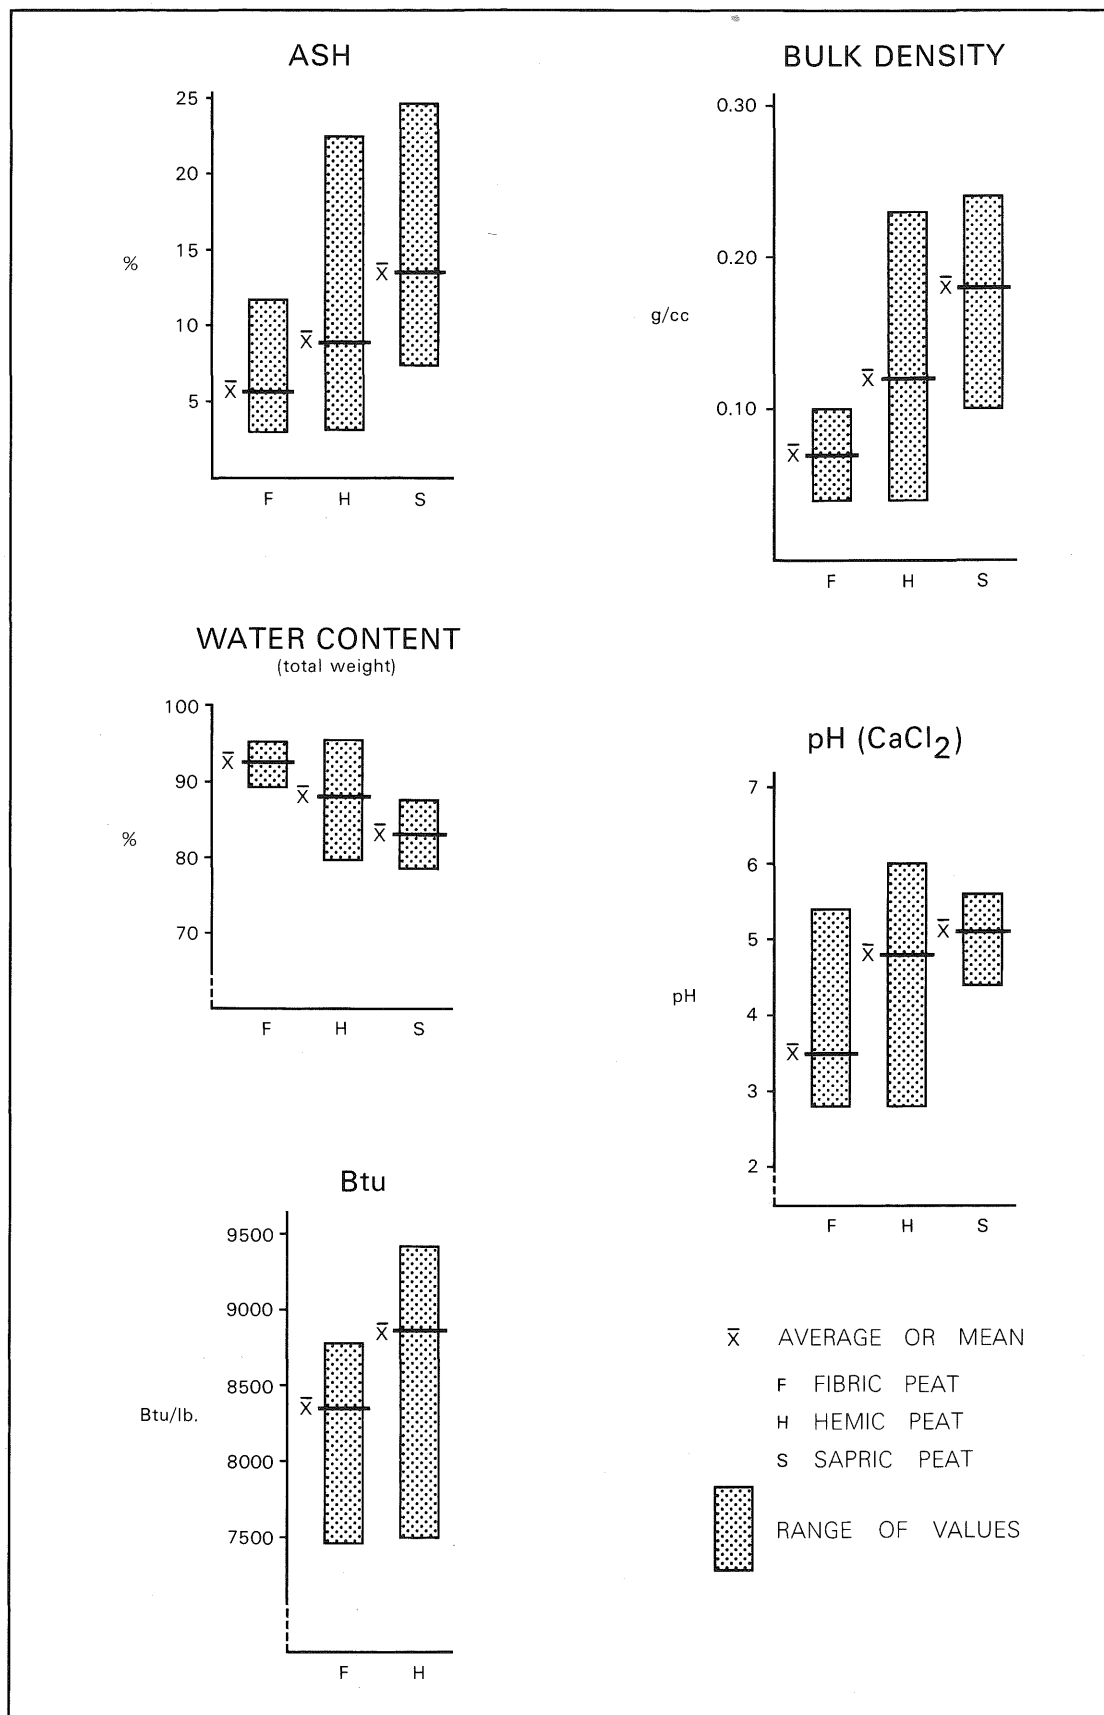 ASH
25
20
15
10
5
%
X̄
X̄
X̄
F H S
BULK DENSITY
0.30
0.20
0.10
g/cc
X̄
X̄
X̄
F H S
WATER CONTENT
(total weight)
100
90
80
70
%
X̄
X̄
X̄
F H S
pH (CaCl₂)
7
6
5
4
3
2
pH
X̄
X̄
X̄
F H S
Btu
9500
9000
8500
8000
7500
Btu/lb.
X̄
X̄
F H
X̄ AVERAGE OR MEAN
F FIBRIC PEAT
H HEMIC PEAT
S SAPRIC PEAT
RANGE OF VALUES